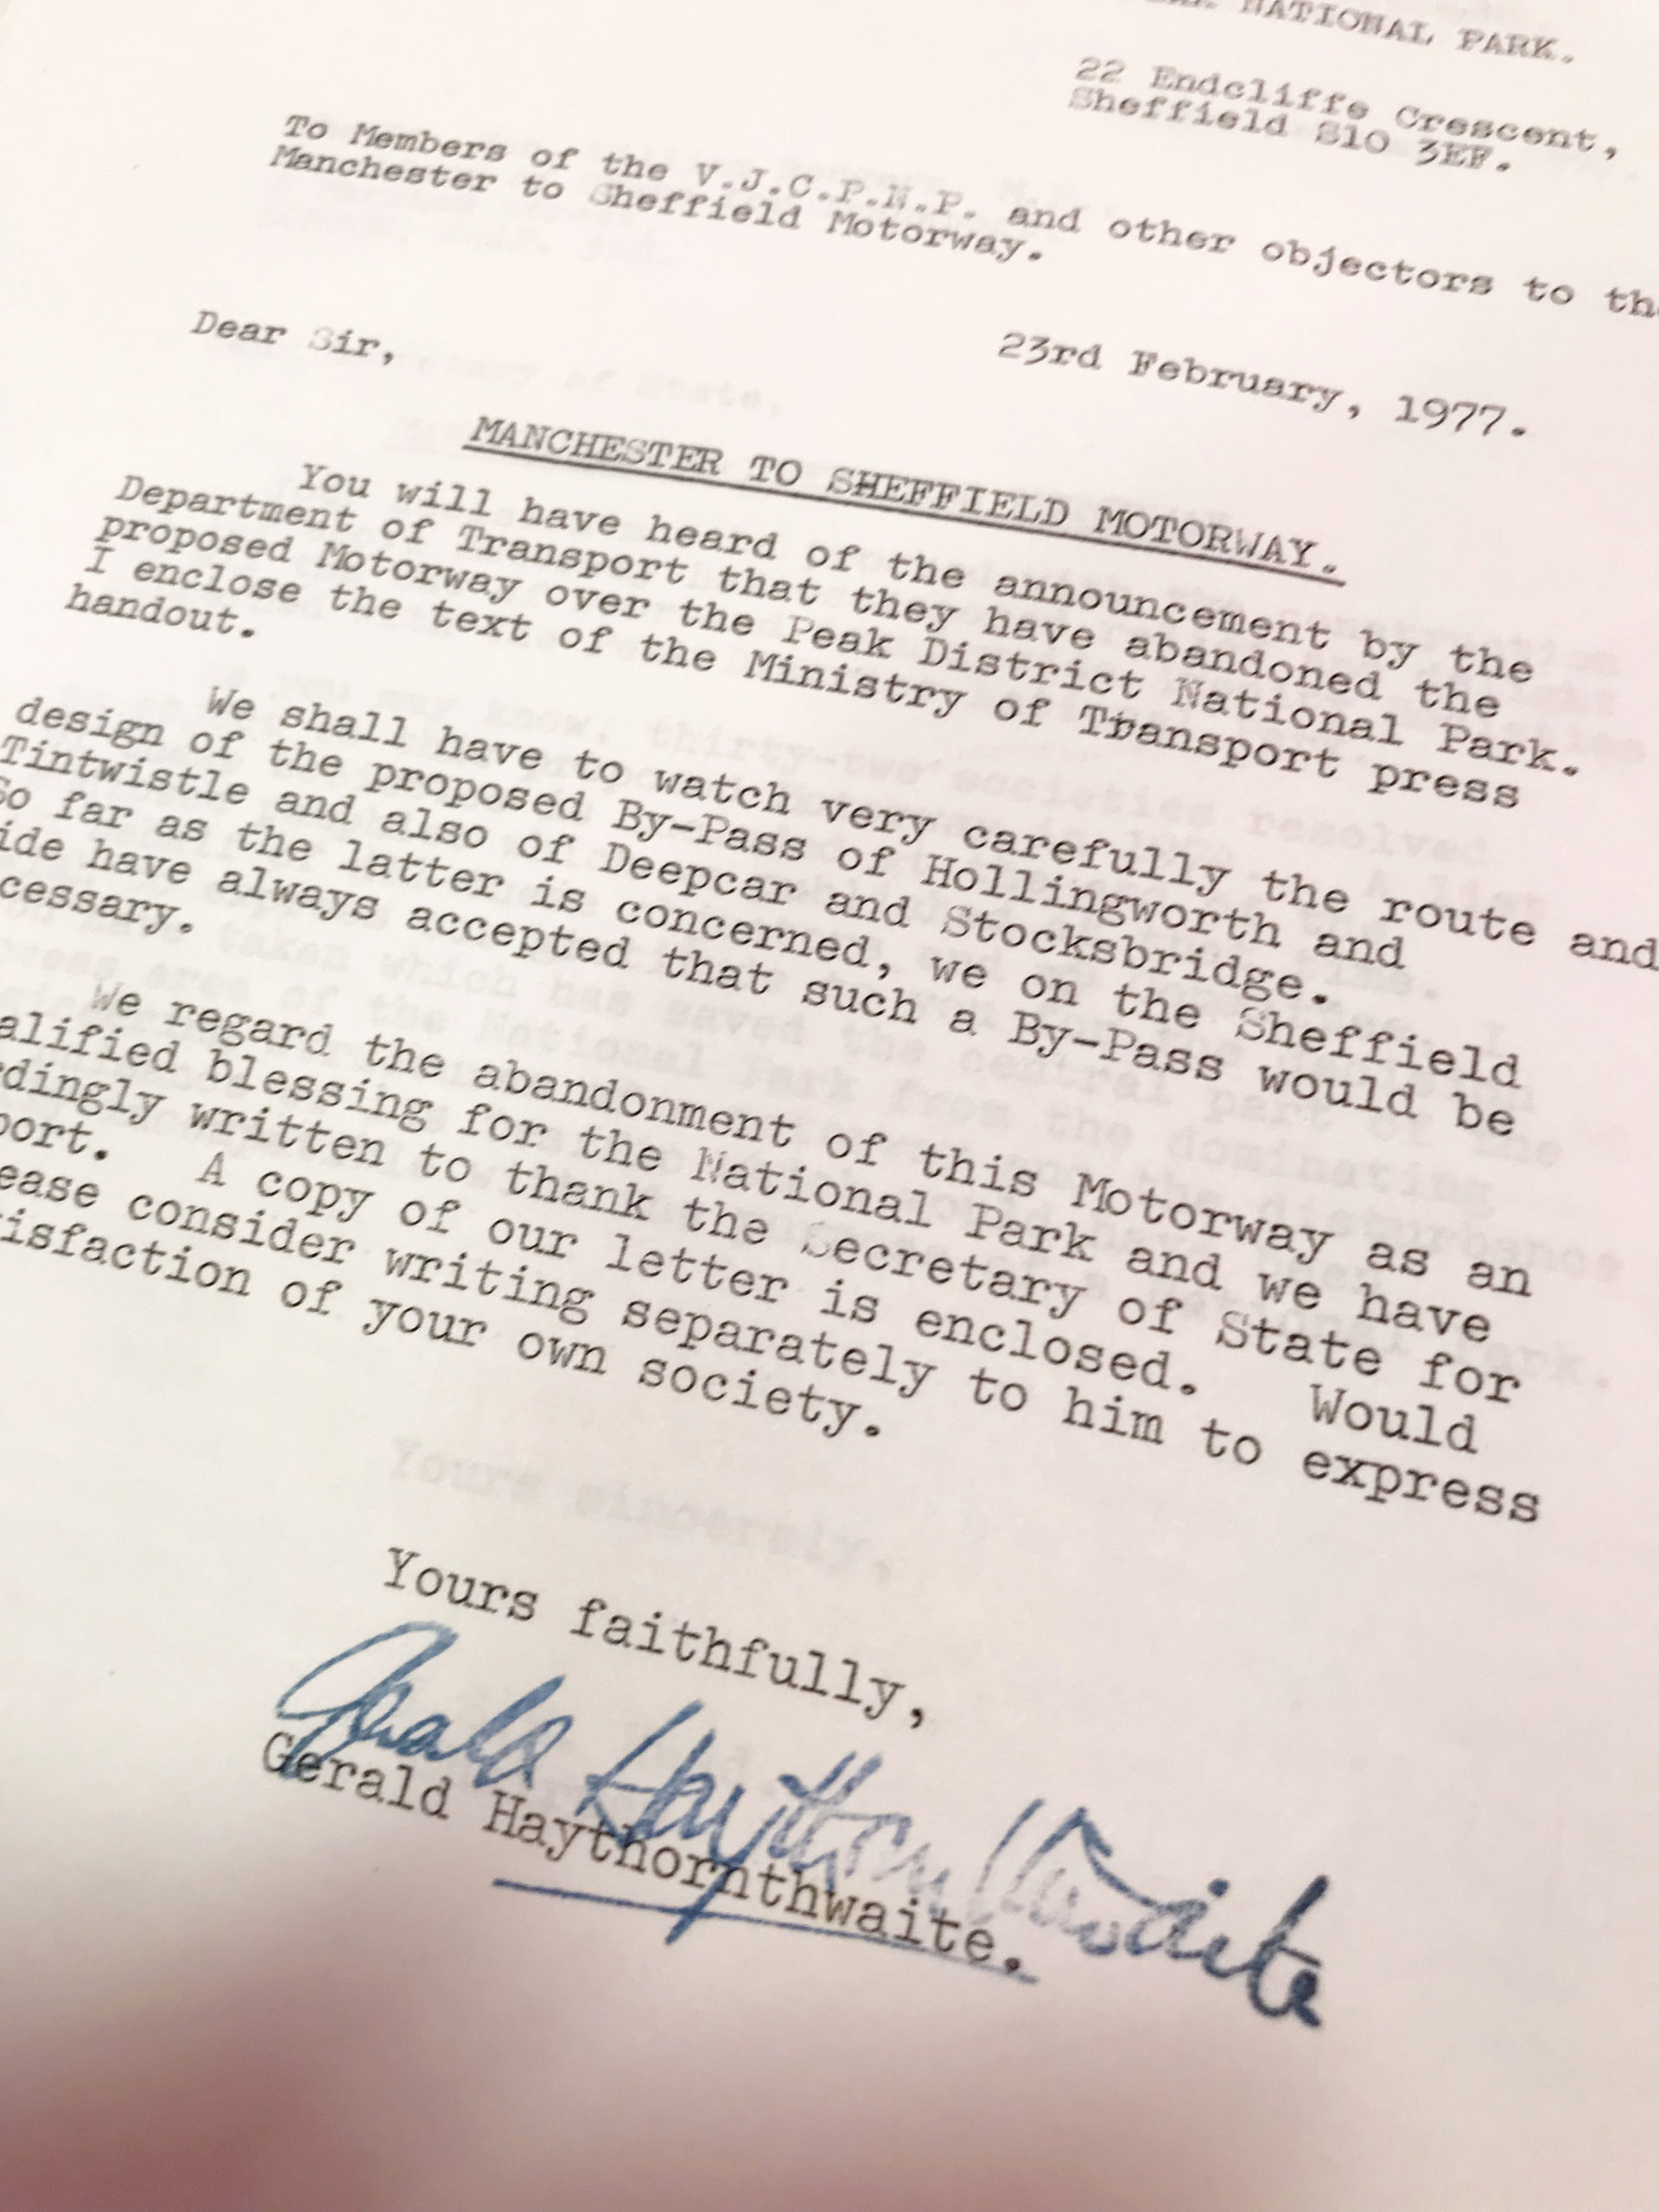 NATIONAL PARK.
22 Endcliffe Crescent,
Sheffield S10 3EF.
To Members of the V.J.C.P.N.P. and other objectors to th
Manchester to Sheffield Motorway.
23rd February, 1977.
Dear Sir,
MANCHESTER TO SHEFFIELD MOTORWAY.
You will have heard of the announcement by the
Department of Transport that they have abandoned the
proposed Motorway over the Peak District National Park.
I enclose the text of the Ministry of Transport press
handout.
We shall have to watch very carefully the route and
design of the proposed By-Pass of Hollingworth and
Tintwistle and also of Deepcar and Stocksbridge.
So far as the latter is concerned, we on the Sheffield
ide have always accepted that such a By-Pass would be
cessary.
We regard the abandonment of this Motorway as an
alified blessing for the National Park and we have
dingly written to thank the Secretary of State for
port. A copy of our letter is enclosed. Would
ease consider writing separately to him to express
isfaction of your own society.
Yours faithfully,
Gerald Haythornthwaite
Gerald Haythornthwaite.